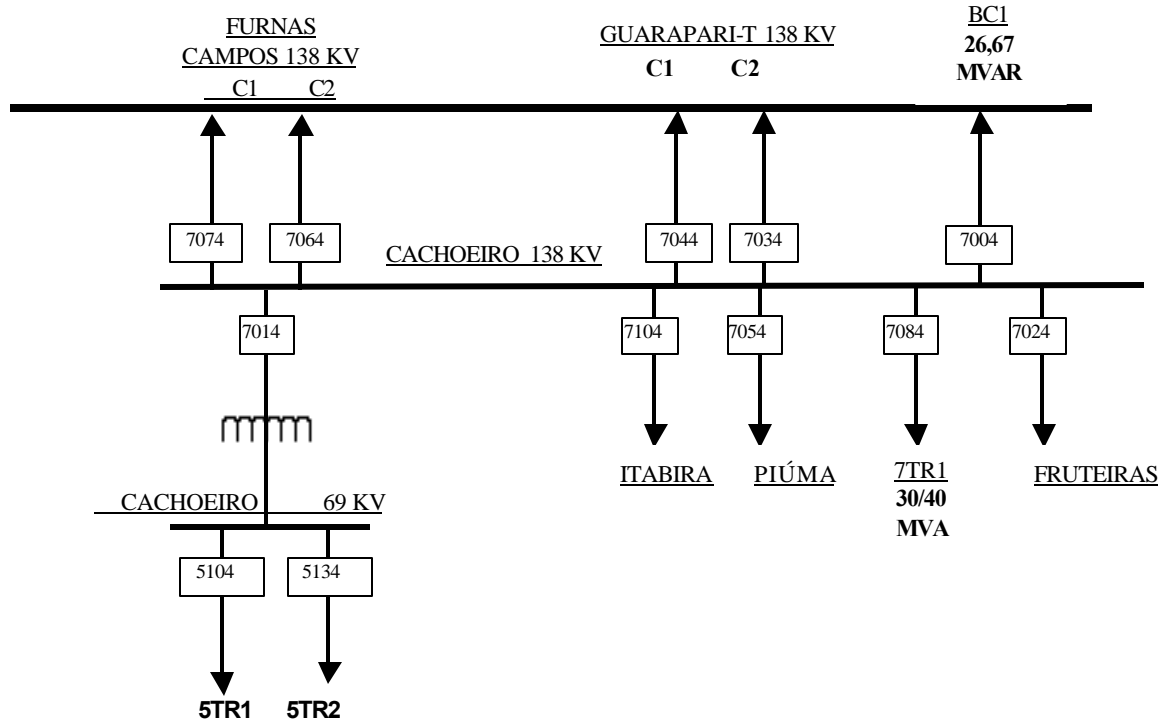 FURNAS
CAMPOS 138 KV
C1 C2
GUARAPARI-T 138 KV
C1 C2
BC1
26,67
MVAR
7074
7064
7044
7034
7004
CACHOEIRO 138 KV
7014
7104
7054
7084
7024
ITABIRA
PIÚMA
7TR1
30/40
MVA
FRUTEIRAS
CACHOEIRO 69 KV
5104
5134
5TR1
5TR2